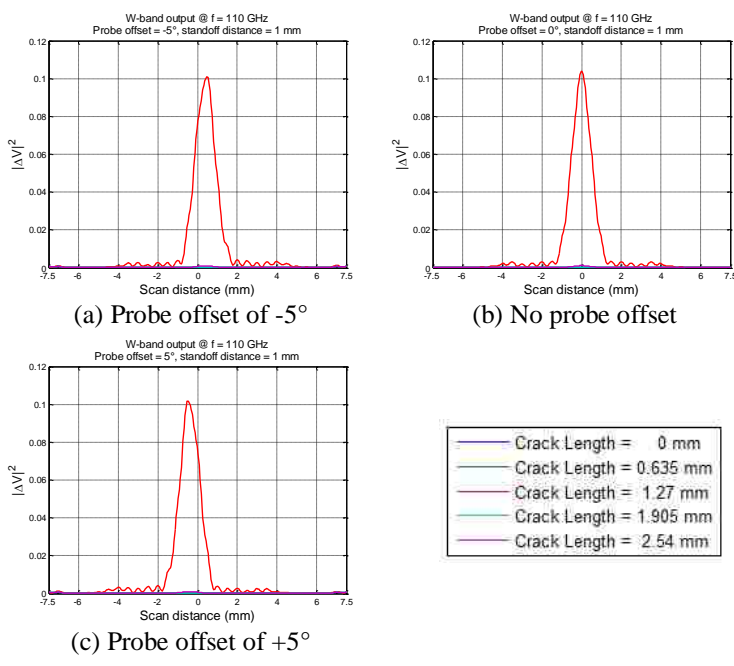 W-band output @ f = 110 GHz
Probe offset = -5°, standoff distance = 1 mm
0.12
0.1
0.08
0.06
0.04
0.02
0
|ΔV|²
-7.5 -6 -4 -2 0 2 4 6 7.5
Scan distance (mm)
(a) Probe offset of -5°
W-band output @ f = 110 GHz
Probe offset = 0°, standoff distance = 1 mm
0.12
0.1
0.08
0.06
0.04
0.02
0
|ΔV|²
-7.5 -6 -4 -2 0 2 4 6 7.5
Scan distance (mm)
(b) No probe offset
W-band output @ f = 110 GHz
Probe offset = 5°, standoff distance = 1 mm
0.12
0.1
0.08
0.06
0.04
0.02
0
|ΔV|²
-7.5 -6 -4 -2 0 2 4 6 7.5
Scan distance (mm)
(c) Probe offset of +5°
Crack Length = 0 mm
Crack Length = 0.635 mm
Crack Length = 1.27 mm
Crack Length = 1.905 mm
Crack Length = 2.54 mm